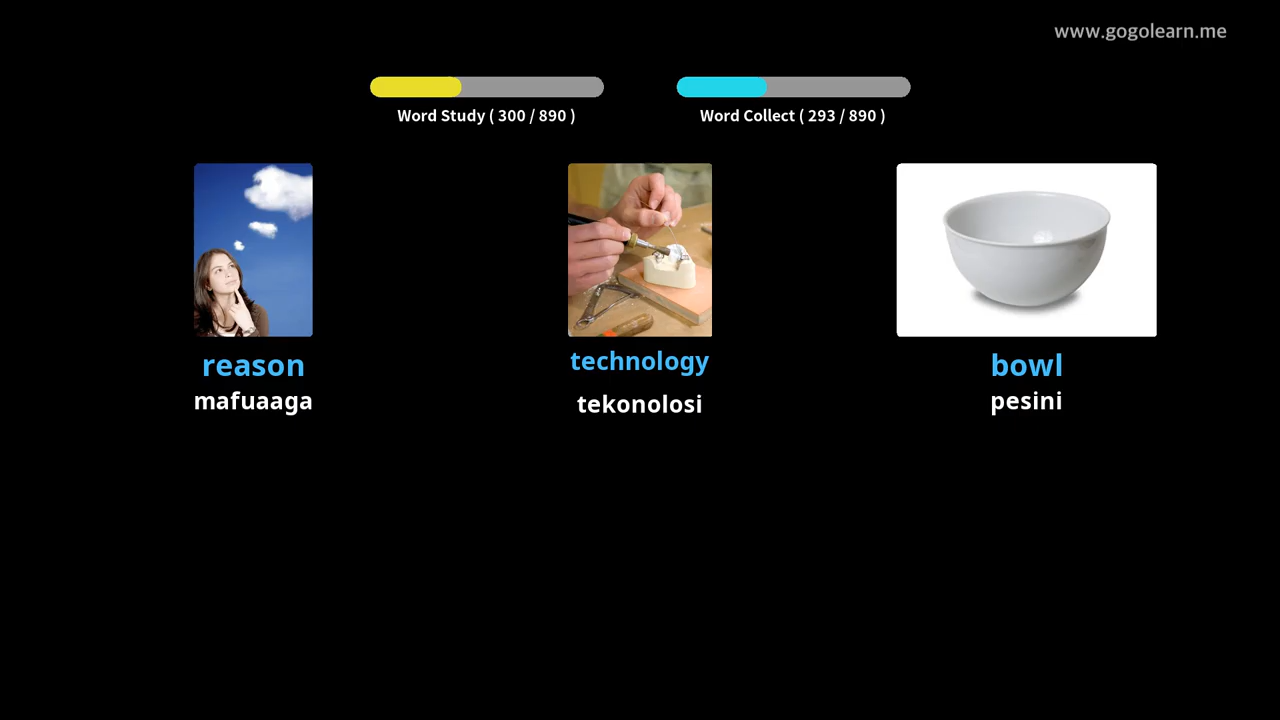 www.gogolearn.me
Word Study ( 300 / 890 )
Word Collect ( 293 / 890 )
reason
mafuaaga
technology
tekonolosi
bowl
pesini